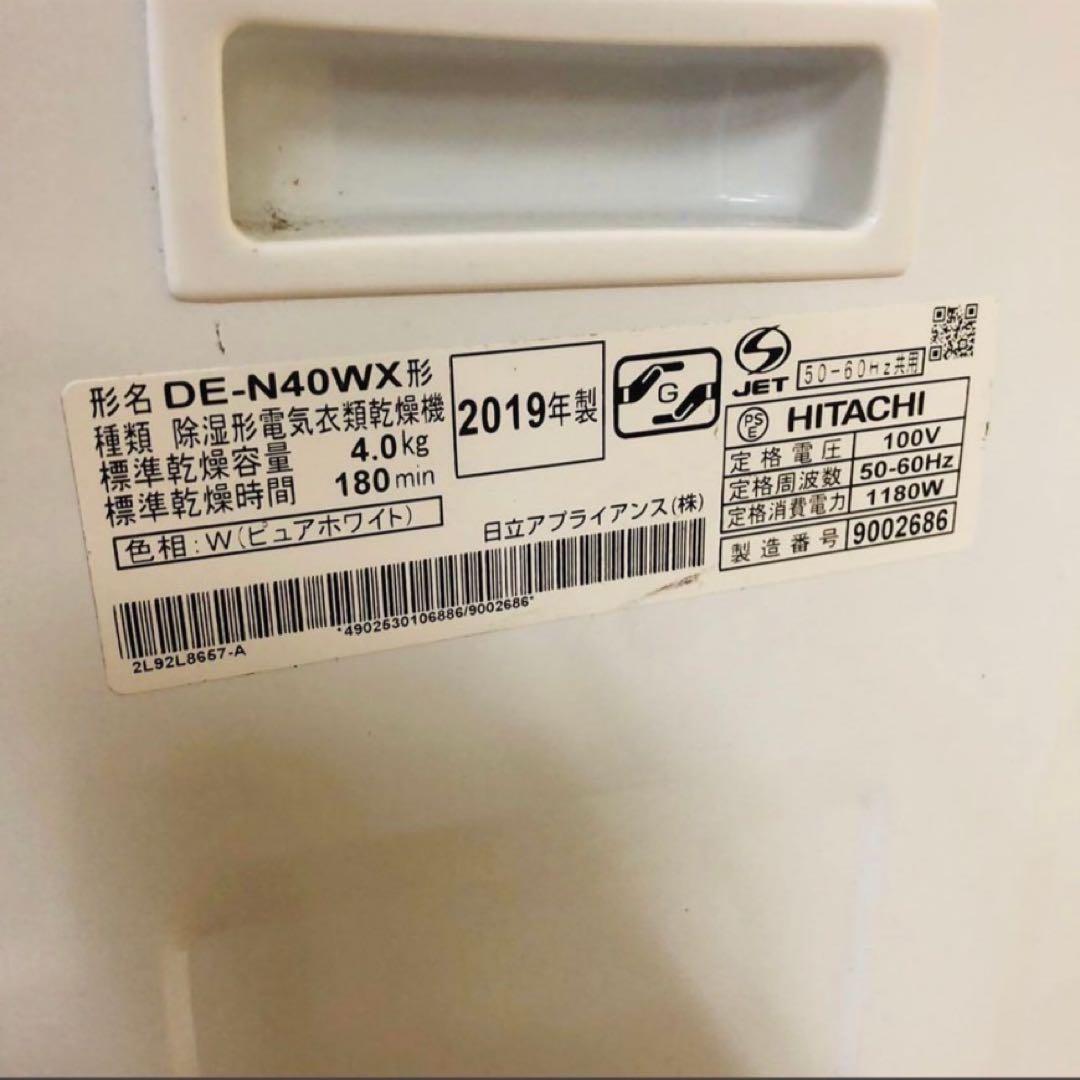 形名 DE-N40WX形
種類 除湿形電気衣類乾燥機
標準乾燥容量 4.0kg
標準乾燥時間 180min
色相:W(ピュアホワイト)
2019年製
G
JET
50-60Hz共用
PSE HITACHI
定格電圧 100V
定格周波数 50-60Hz
定格消費電力 1180W
製造番号 9002686
日立アプライアンス(株)
*4902530106886/9002686*
2L92L8667-A